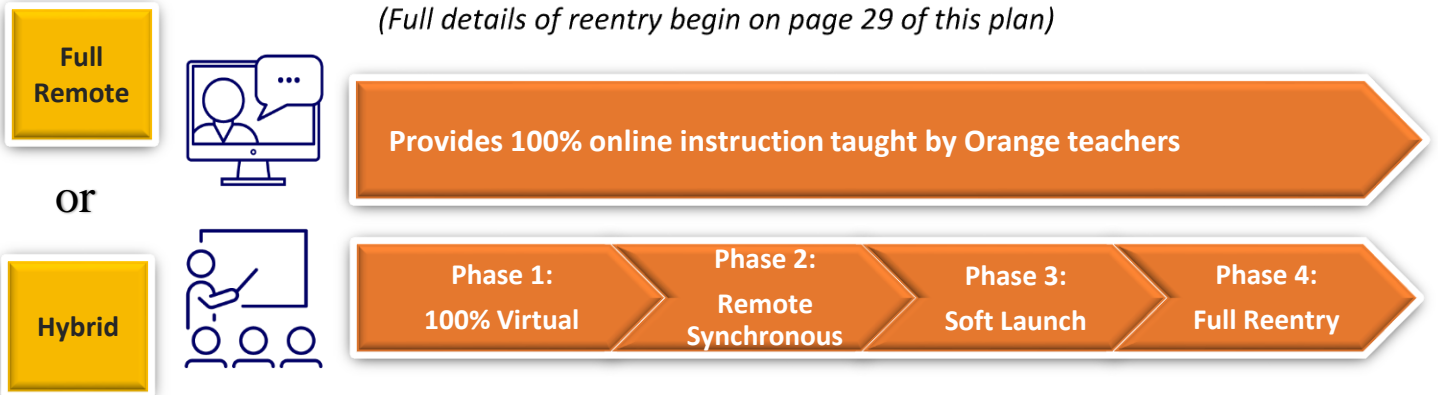 (Full details of reentry begin on page 29 of this plan)
Full
Remote
Provides 100% online instruction taught by Orange teachers
or
Hybrid
Phase 1:
100% Virtual
Phase 2:
Remote
Synchronous
Phase 3:
Soft Launch
Phase 4:
Full Reentry